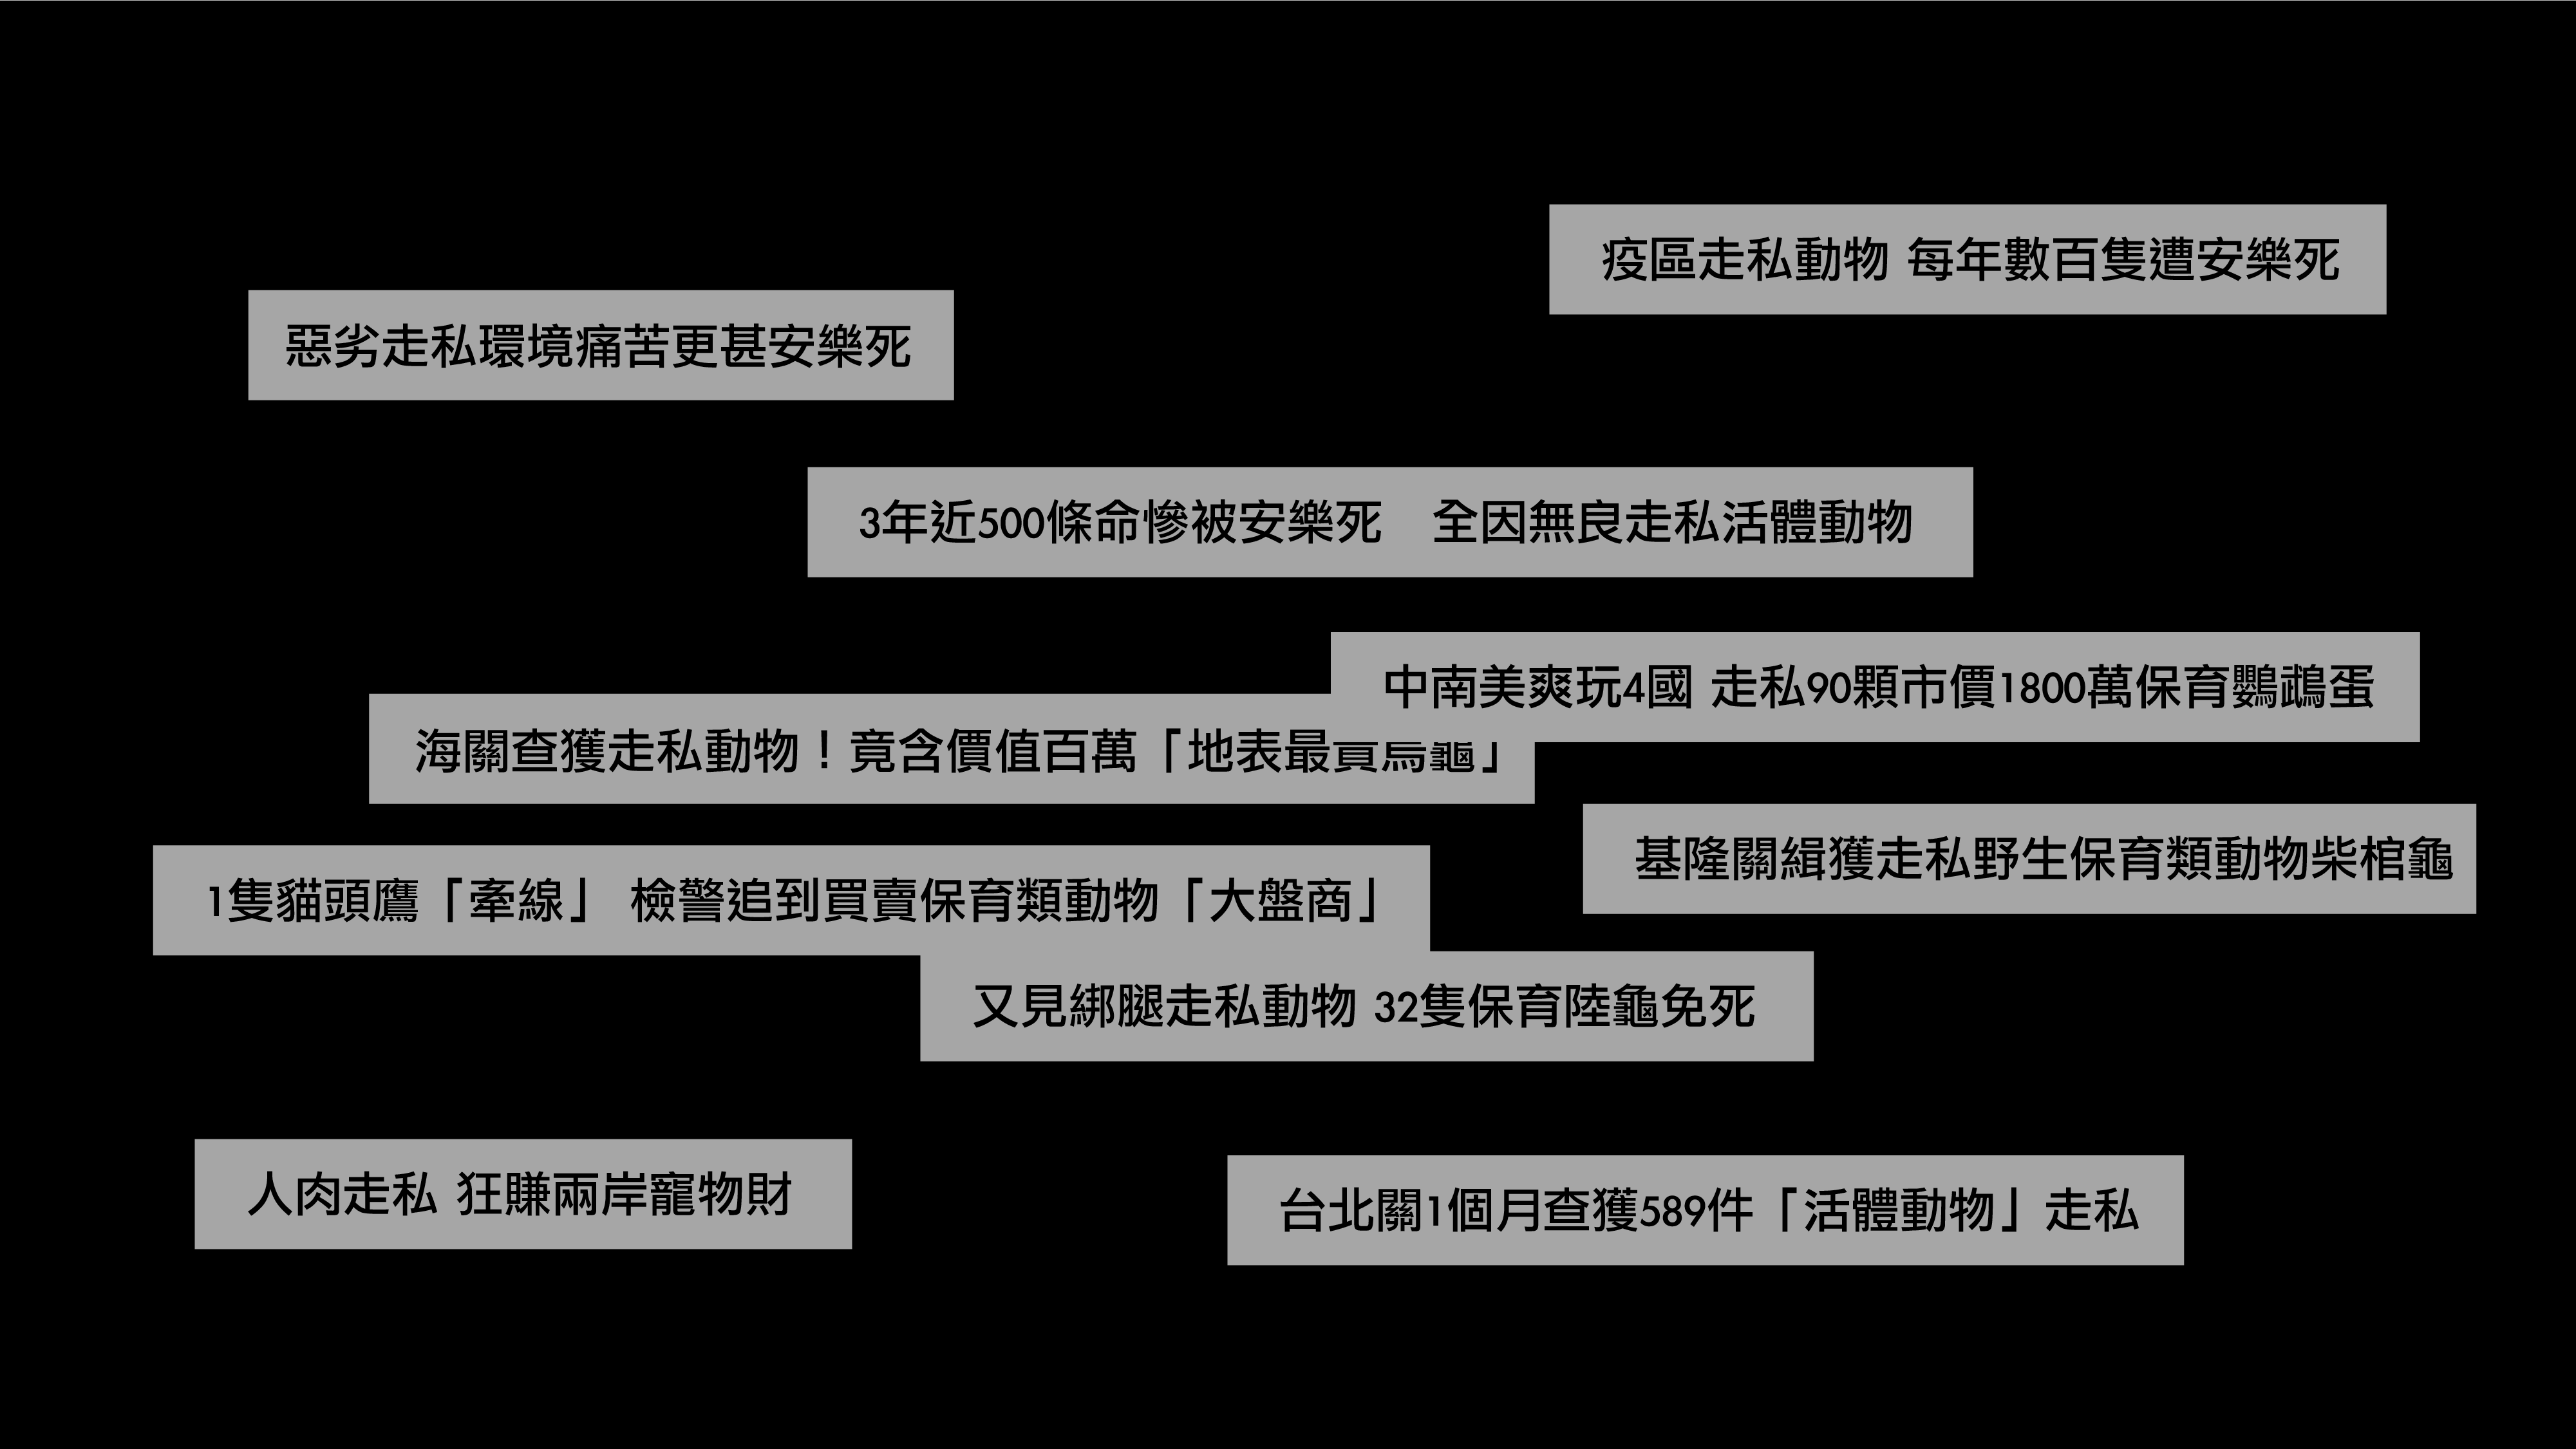 疫區走私動物 每年數百隻遭安樂死
惡劣走私環境痛苦更甚安樂死
3年近500條命慘被安樂死　全因無良走私活體動物
中南美爽玩4國 走私90顆市價1800萬保育鸚鵡蛋
海關查獲走私動物！竟含價值百萬「地表最貴烏龜」
基隆關緝獲走私野生保育類動物柴棺龜
1隻貓頭鷹「牽線」 檢警追到買賣保育類動物「大盤商」
又見綁腿走私動物 32隻保育陸龜免死
人肉走私 狂賺兩岸寵物財
台北關1個月查獲589件「活體動物」走私